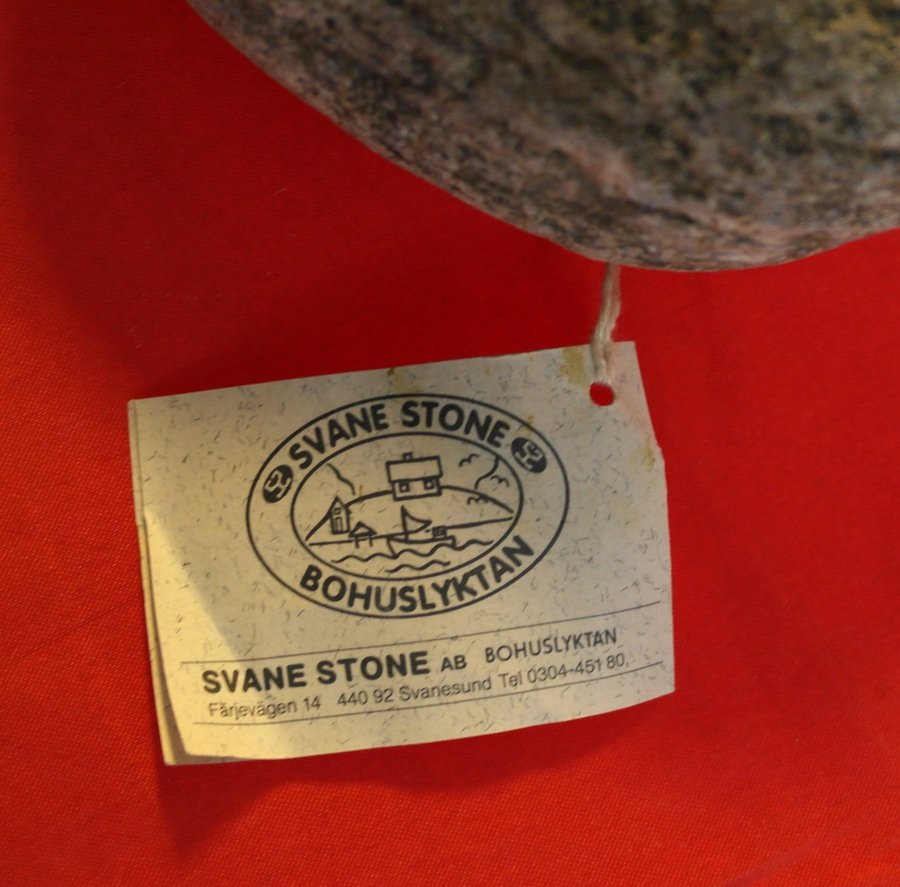 SVANE STONE
BOHUSLYKTAN
SVANE STONE AB BOHUSLYKTAN
Färjevägen 14 440 92 Svanesund Tel 0304-451 80,